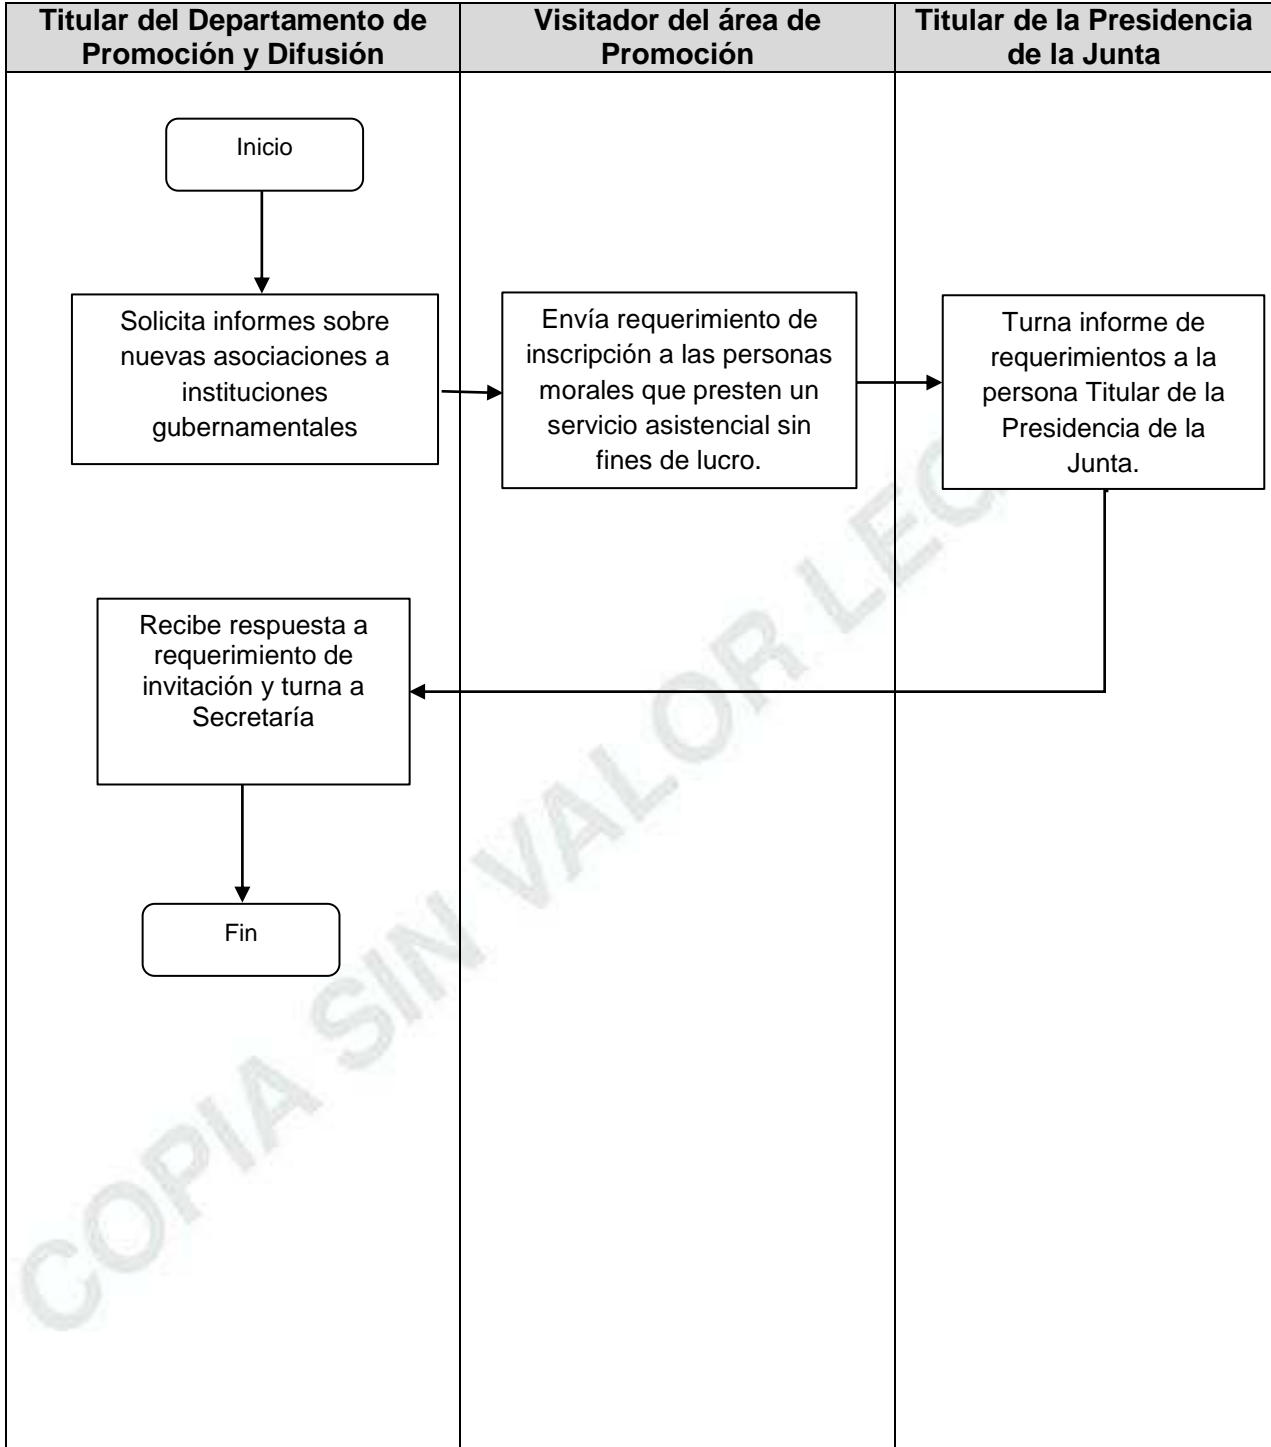 Titular del Departamento de
Promoción y Difusión
Visitador del área de
Promoción
Titular de la Presidencia
de la Junta
Inicio
Solicita informes sobre
nuevas asociaciones a
instituciones
gubernamentales
Envía requerimiento de
inscripción a las personas
morales que presten un
servicio asistencial sin
fines de lucro.
Turna informe de
requerimientos a la
persona Titular de la
Presidencia de la
Junta.
Recibe respuesta a
requerimiento de
invitación y turna a
Secretaría
Fin
COPIA SIN VALOR LEG